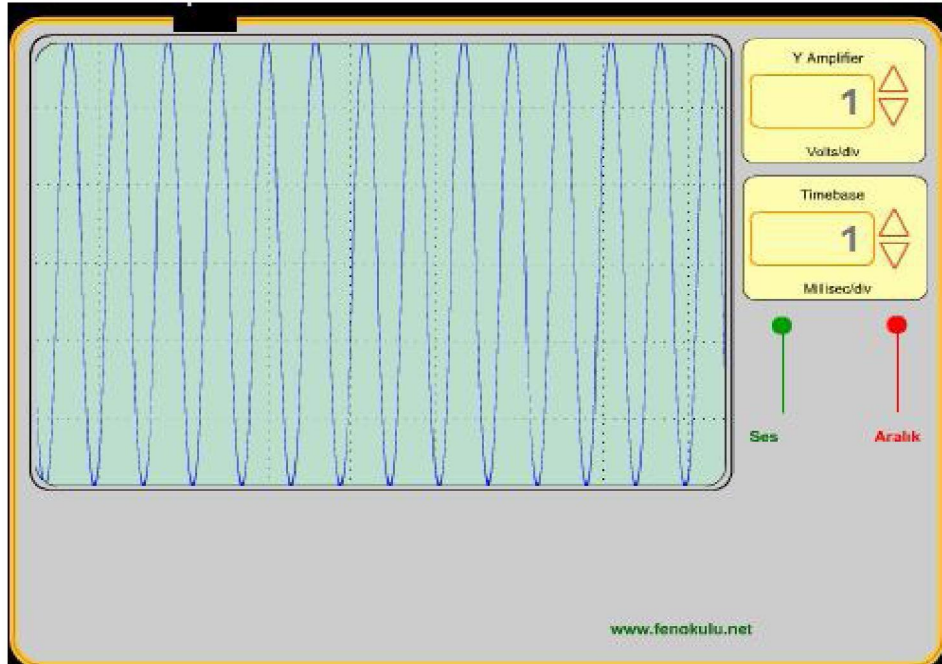 Y Amplifier
1
Volts/div
Timebase
1
Millisec/div
Ses
Aralık
www.fenokulu.net